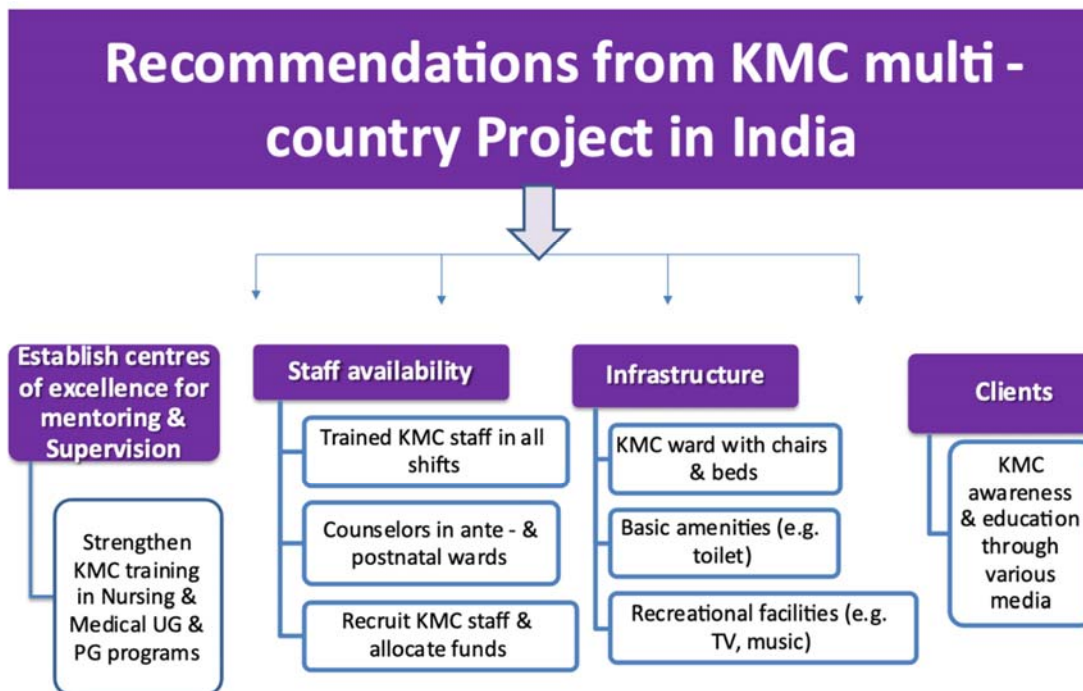 Recommendations from KMC multi -
country Project in India
Establish centres
of excellence for
mentoring &
Supervision
Strengthen
KMC training
in Nursing &
Medical UG &
PG programs
Staff availability
Trained KMC staff in all
shifts
Counselors in ante - &
postnatal wards
Recruit KMC staff &
allocate funds
Infrastructure
KMC ward with chairs
& beds
Basic amenities (e.g.
toilet)
Recreational facilities (e.g.
TV, music)
Clients
KMC
awareness
& education
through
various
media